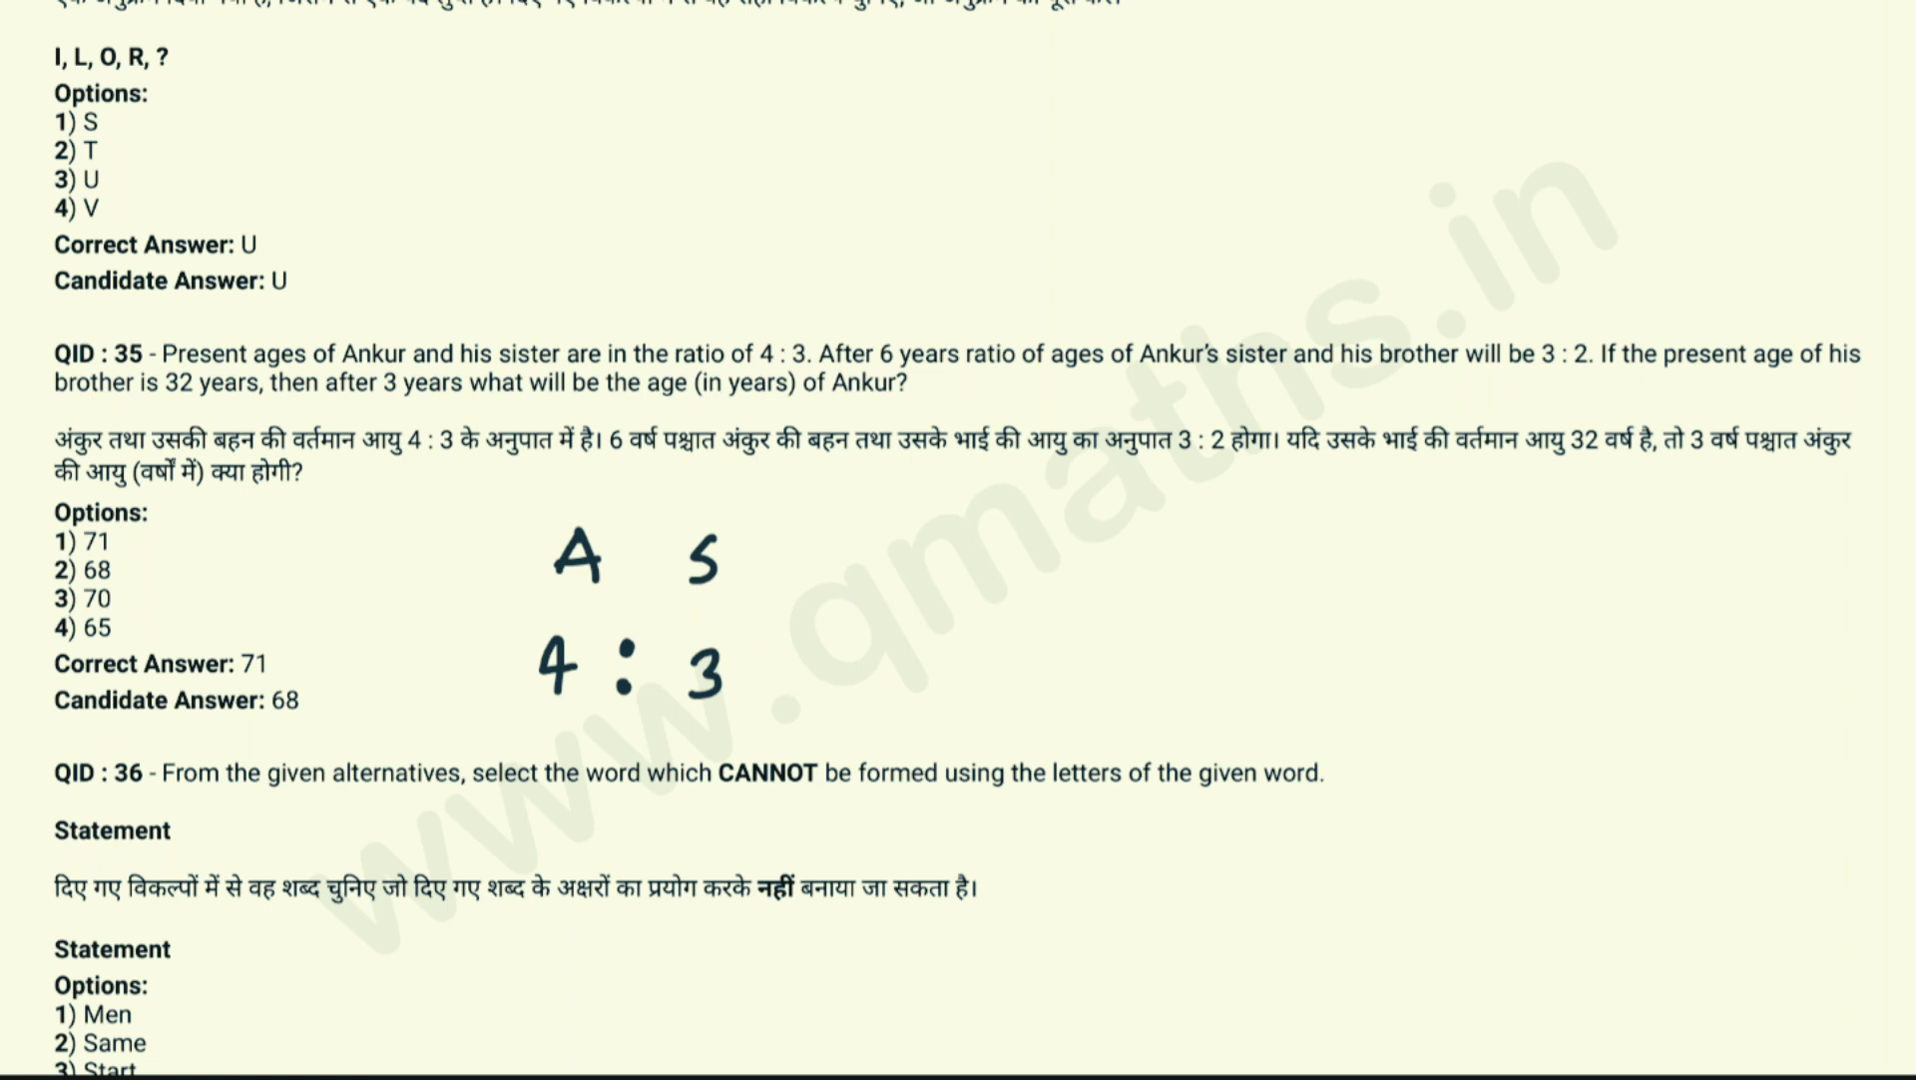 I, L, O, R, ?
Options:
1) S
2) T
3) U
4) V
Correct Answer: U
Candidate Answer: U
QID : 35 - Present ages of Ankur and his sister are in the ratio of 4 : 3. After 6 years ratio of ages of Ankur's sister and his brother will be 3 : 2. If the present age of his
brother is 32 years, then after 3 years what will be the age (in years) of Ankur?
अंकुर तथा उसकी बहन की वर्तमान आयु 4 : 3 के अनुपात में है। 6 वर्ष पश्चात अंकुर की बहन तथा उसके भाई की आयु का अनुपात 3 : 2 होगा। यदि उसके भाई की वर्तमान आयु 32 वर्ष है, तो 3 वर्ष पश्चात अंकुर
की आयु (वर्षों में) क्या होगी?
Options:
1) 71
2) 68
3) 70
4) 65
Correct Answer: 71
Candidate Answer: 68
A S
4 : 3
QID : 36 - From the given alternatives, select the word which CANNOT be formed using the letters of the given word.
Statement
दिए गए विकल्पों में से वह शब्द चुनिए जो दिए गए शब्द के अक्षरों का प्रयोग करके नहीं बनाया जा सकता है।
Statement
Options:
1) Men
2) Same
3) Start
www.qmaths.in